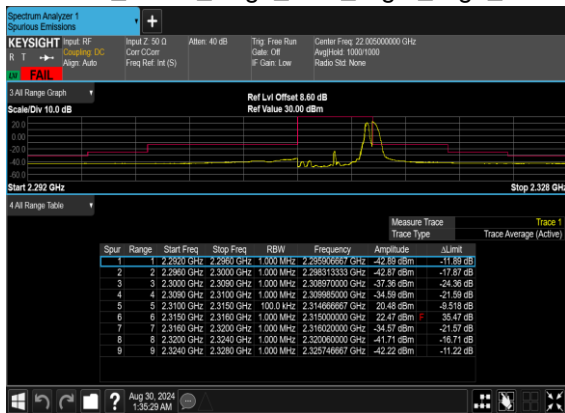 Spectrum Analyzer 1
Spurious Emissions
KEYSIGHT Input: RF Input Z: 50 Ω Atten: 40 dB Trig: Free Run Center Freq: 22.005000000 GHz
R T Coupling: DC Corr CCorr Gate: Off Avg|Hold: 1000/1000
Align: Auto Freq Ref: Int (S) IF Gain: Low Radio Std: None
FAIL
3 All Range Graph
Ref Lvl Offset 8.60 dB
Scale/Div 10.0 dB Ref Value 30.00 dBm
20.0
0.00
-20.0
-40.0
-60.0
Start 2.292 GHz Stop 2.328 GHz
4 All Range Table
Measure Trace Trace 1
Trace Type Trace Average (Active)
Spur Range Start Freq Stop Freq RBW Frequency Amplitude ΔLimit
1 1 2.2920 GHz 2.2960 GHz 1.000 MHz 2.295906667 GHz -42.89 dBm -11.89 dB
2 2 2.2960 GHz 2.3000 GHz 1.000 MHz 2.298313333 GHz -42.87 dBm -17.87 dB
3 3 2.3000 GHz 2.3090 GHz 1.000 MHz 2.308970000 GHz -37.36 dBm -24.36 dB
4 4 2.3090 GHz 2.3100 GHz 1.000 MHz 2.309985000 GHz -34.59 dBm -21.59 dB
5 5 2.3100 GHz 2.3150 GHz 100.0 kHz 2.314666667 GHz 20.48 dBm -9.518 dB
6 6 2.3150 GHz 2.3160 GHz 1.000 MHz 2.315000000 GHz 22.47 dBm F 35.47 dB
7 7 2.3160 GHz 2.3200 GHz 1.000 MHz 2.316020000 GHz -34.57 dBm -21.57 dB
8 8 2.3200 GHz 2.3240 GHz 1.000 MHz 2.320060000 GHz -41.71 dBm -16.71 dB
9 9 2.3240 GHz 2.3280 GHz 1.000 MHz 2.325746667 GHz -42.22 dBm -11.22 dB
Aug 30, 2024
1:35:29 AM